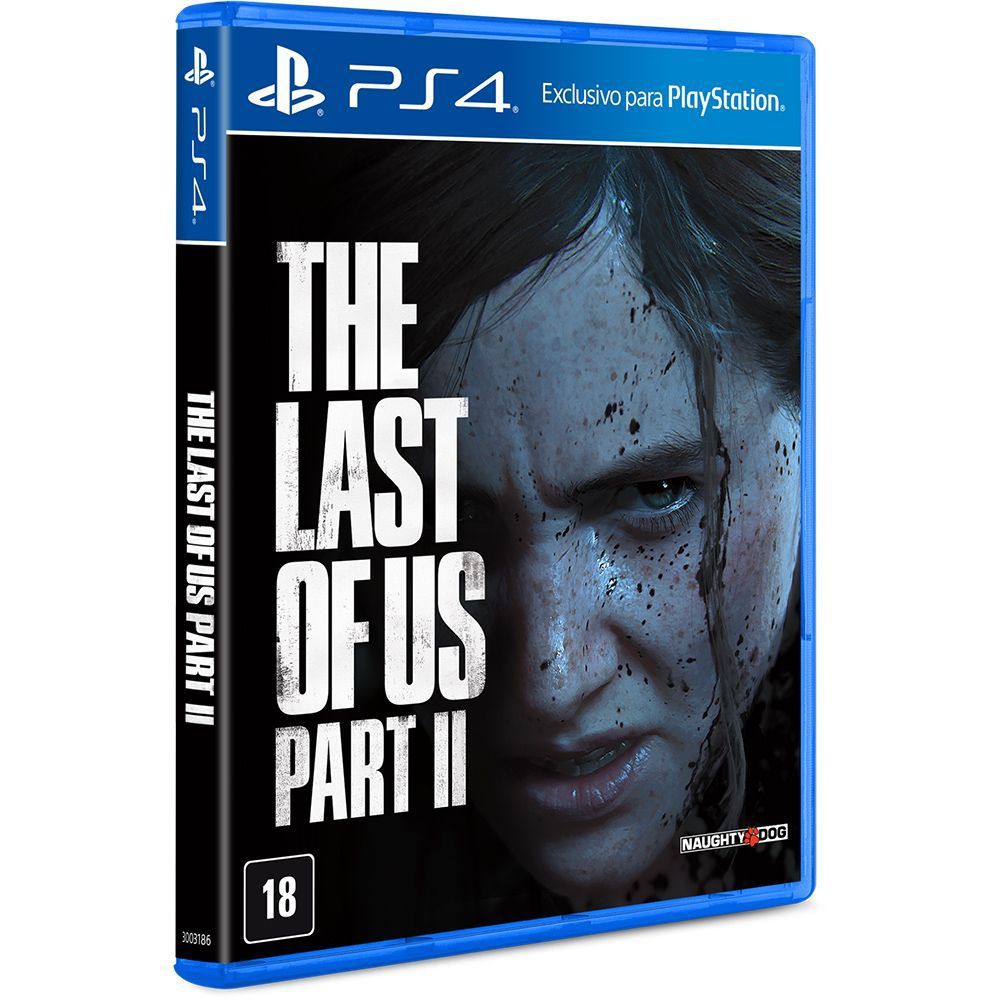 PS4
Exclusivo para PlayStation
THE
LAST
OF US
PART II
NAUGHTY DOG
18
PS4
THE LAST OF US PART II
3003186